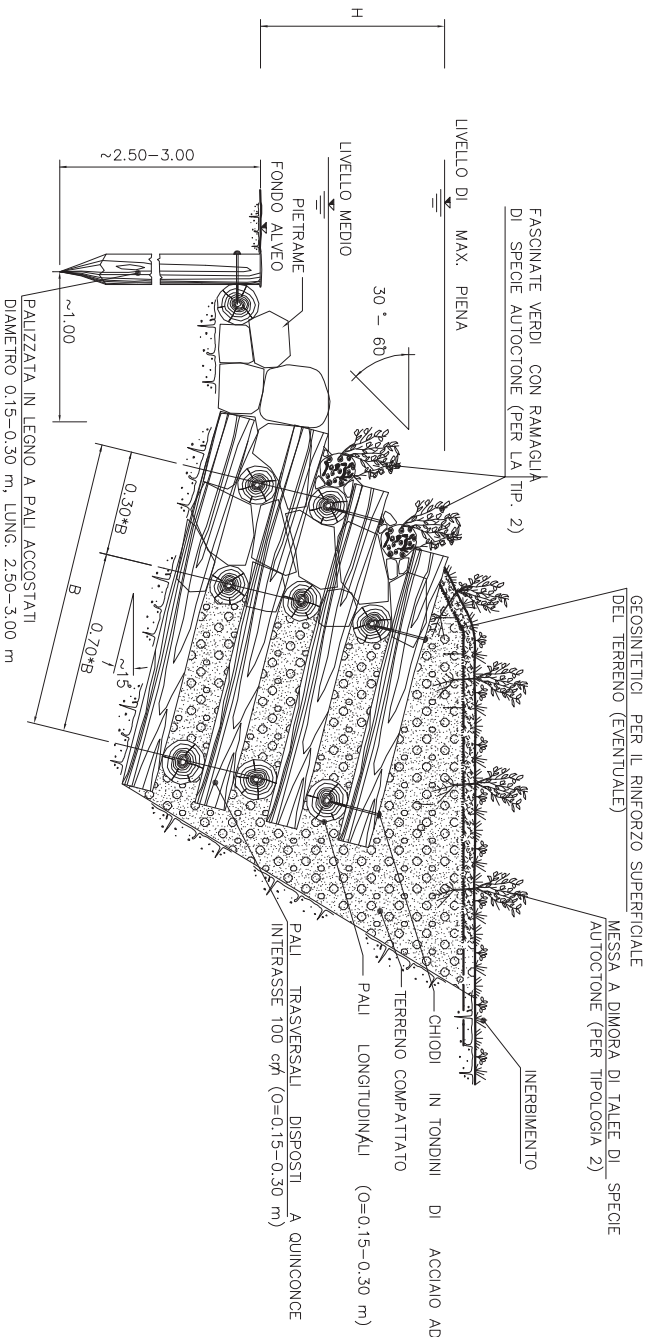 GEOSINTETICI PER IL RINFORZO SUPERFICIALE
DEL TERRENO (EVENTUALE)
MESSA A DIMORA DI TALEE DI SPECIE
AUTOCTONE (PER TIPOLOGIA 2)
INERBIMENTO
FASCINATE VERDI CON RAMAGLIA
DI SPECIE AUTOCTONE (PER LA TIP. 2)
LIVELLO DI MAX. PIENA
H
30°- 60°
LIVELLO MEDIO
PIETRAME
FONDO ALVEO
~2.50-3.00
~1.00
PALIZZATA IN LEGNO A PALI ACCOSTATI
DIAMETRO 0.15-0.30 m, LUNG. 2.50-3.00 m
0.30*B
0.70*B
B
~15°
CHIODI IN TONDINI DI ACCIAIO AD
TERRENO COMPATTATO
PALI LONGITUDINALI (O=0.15-0.30 m)
PALI TRASVERSALI DISPOSTI A QUINCONCE
INTERASSE 100 cm (O=0.15-0.30 m)